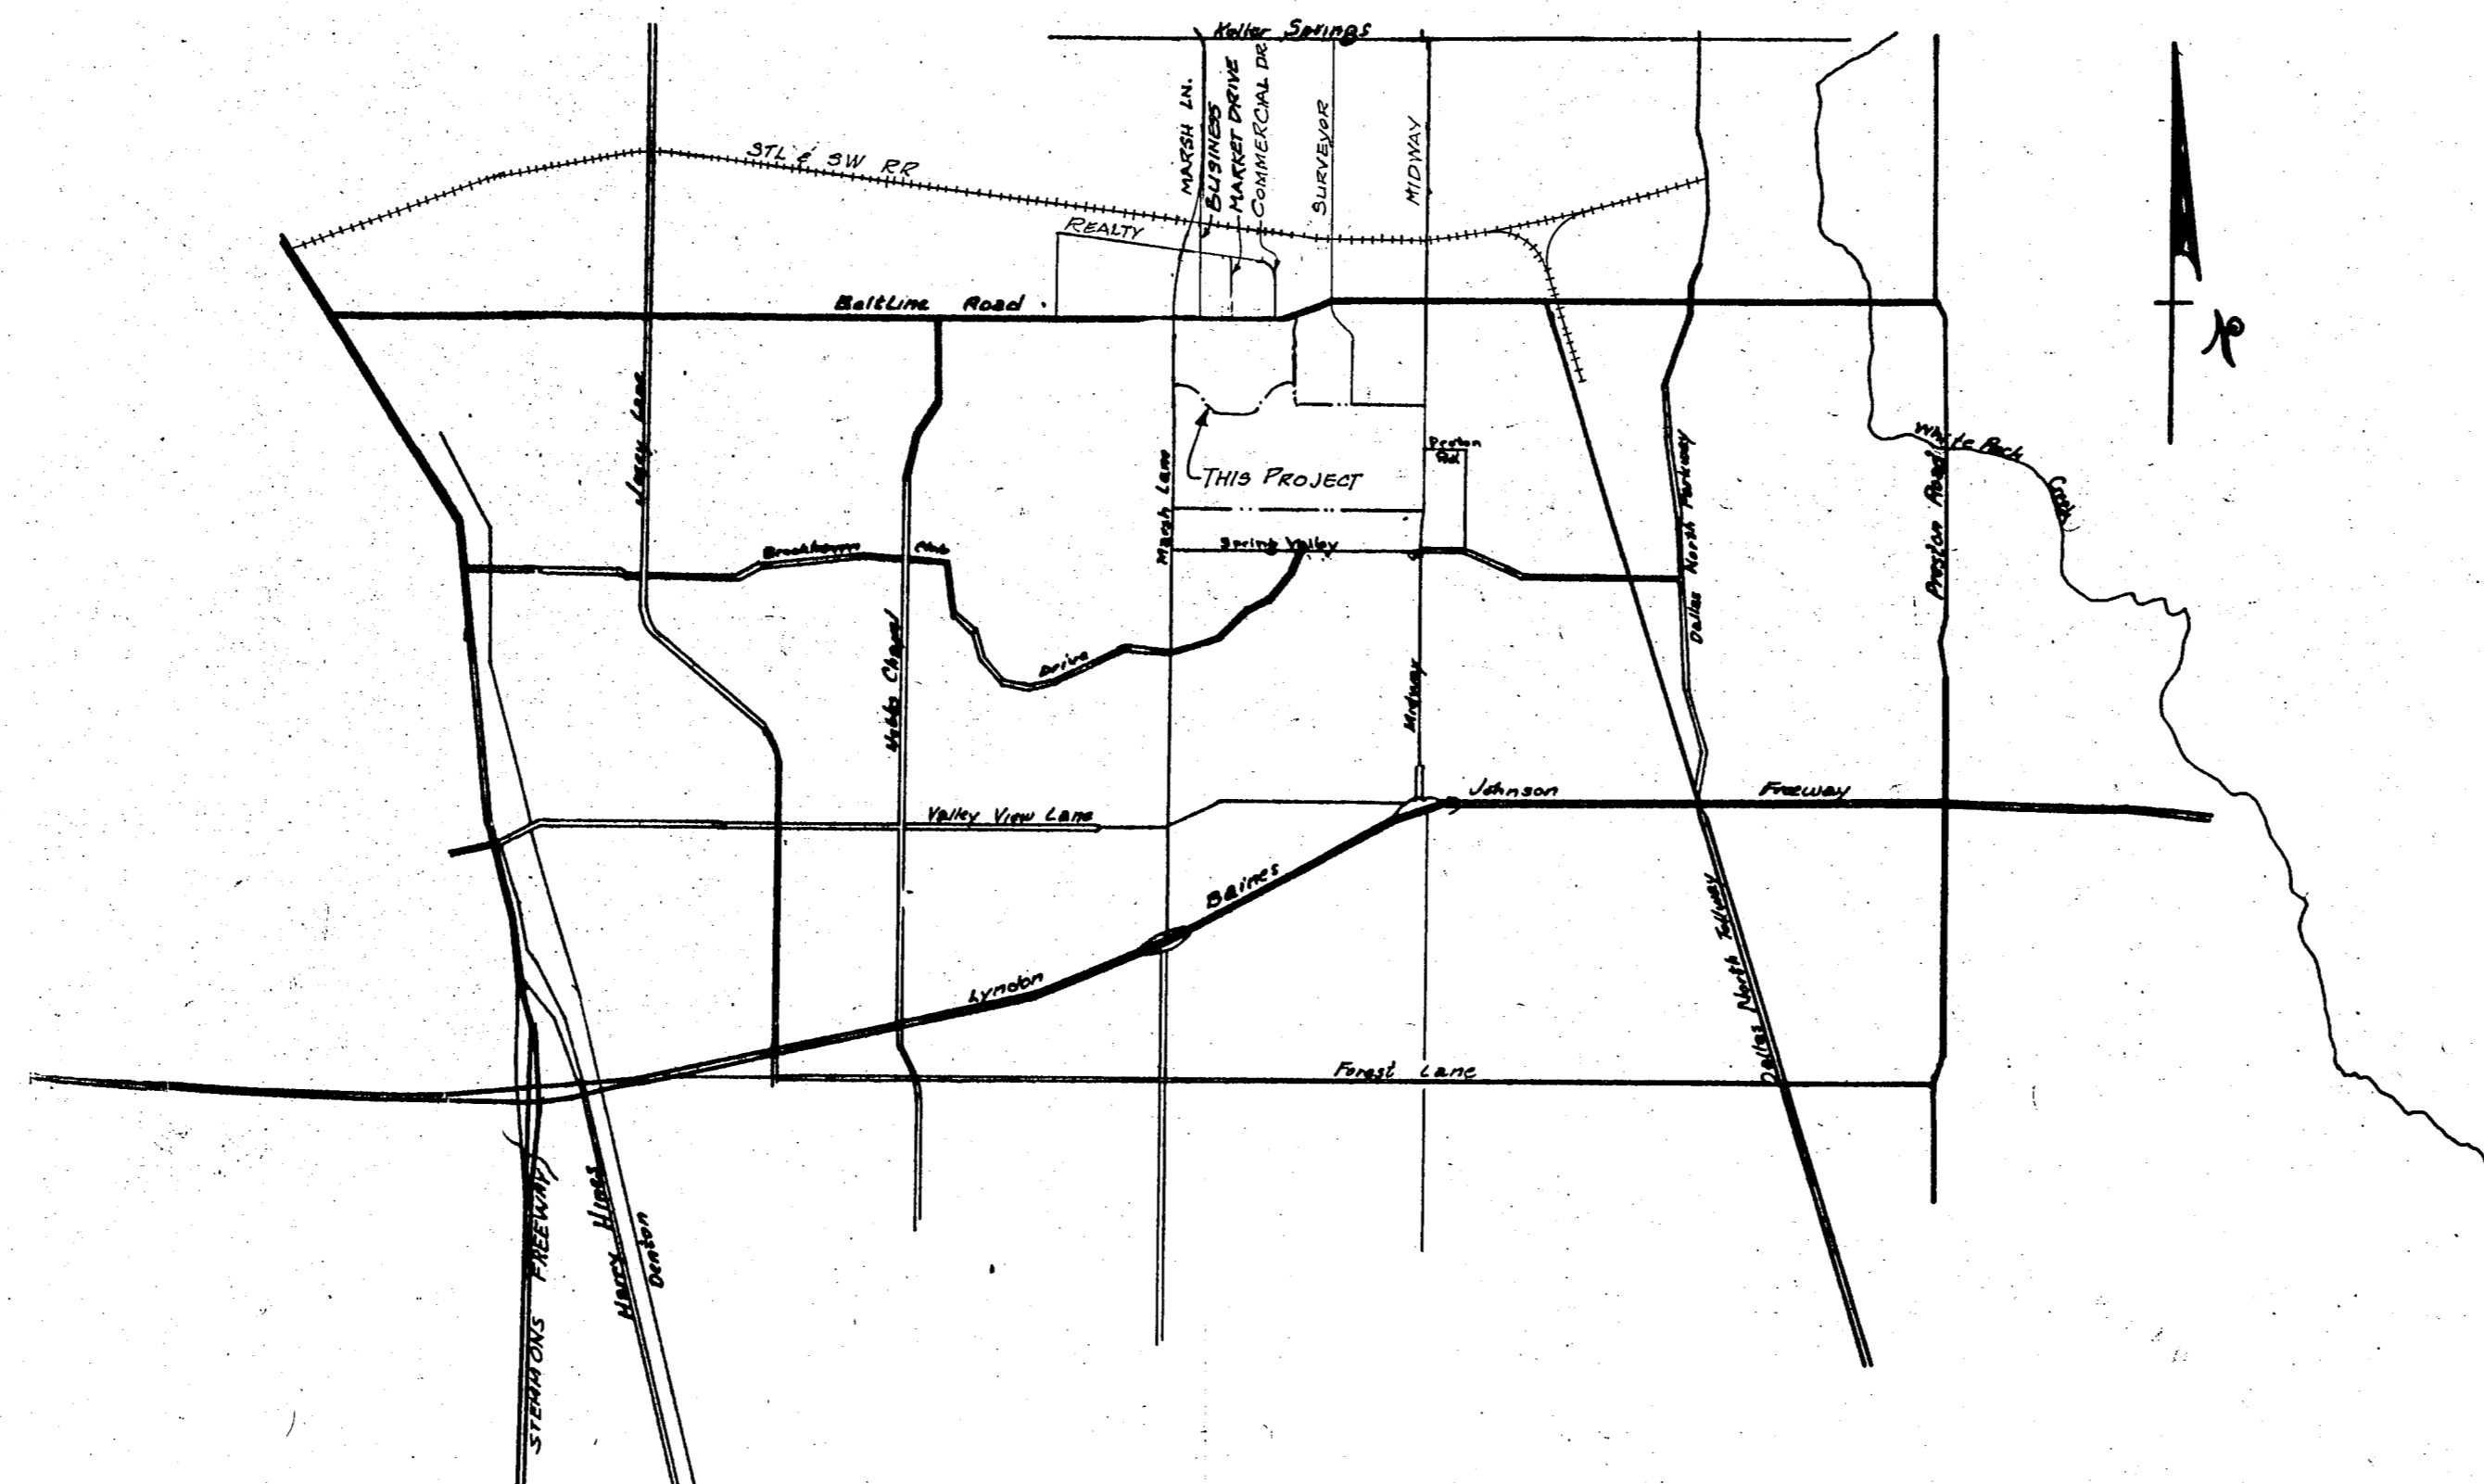 Keller Springs
MARSH LN.
BUSINESS
MARKET DRIVE
COMMERCIAL DR
SURVEYOR
MIDWAY
STL & SW RR
REALTY
BeltLine Road
Josey Lane
White Rock
Creek
THIS PROJECT
Marsh Lane
Dallas North Parkway
Preston Road
Brookhaven Club
Spring Valley
Drive
Webb Chapel
Midway
Johnson Freeway
Valley View Lane
Baines
Lyndon
Dallas North Tollway
Forest Lane
STEMMONS FREEWAY
Harry Hines
Denton
N